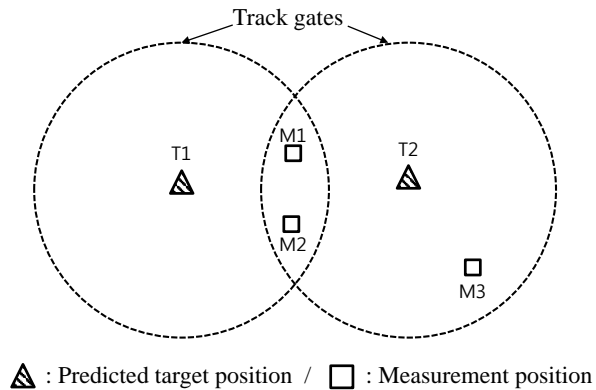 Track gates
M1
T1
T2
M2
M3
: Predicted target position / : Measurement position